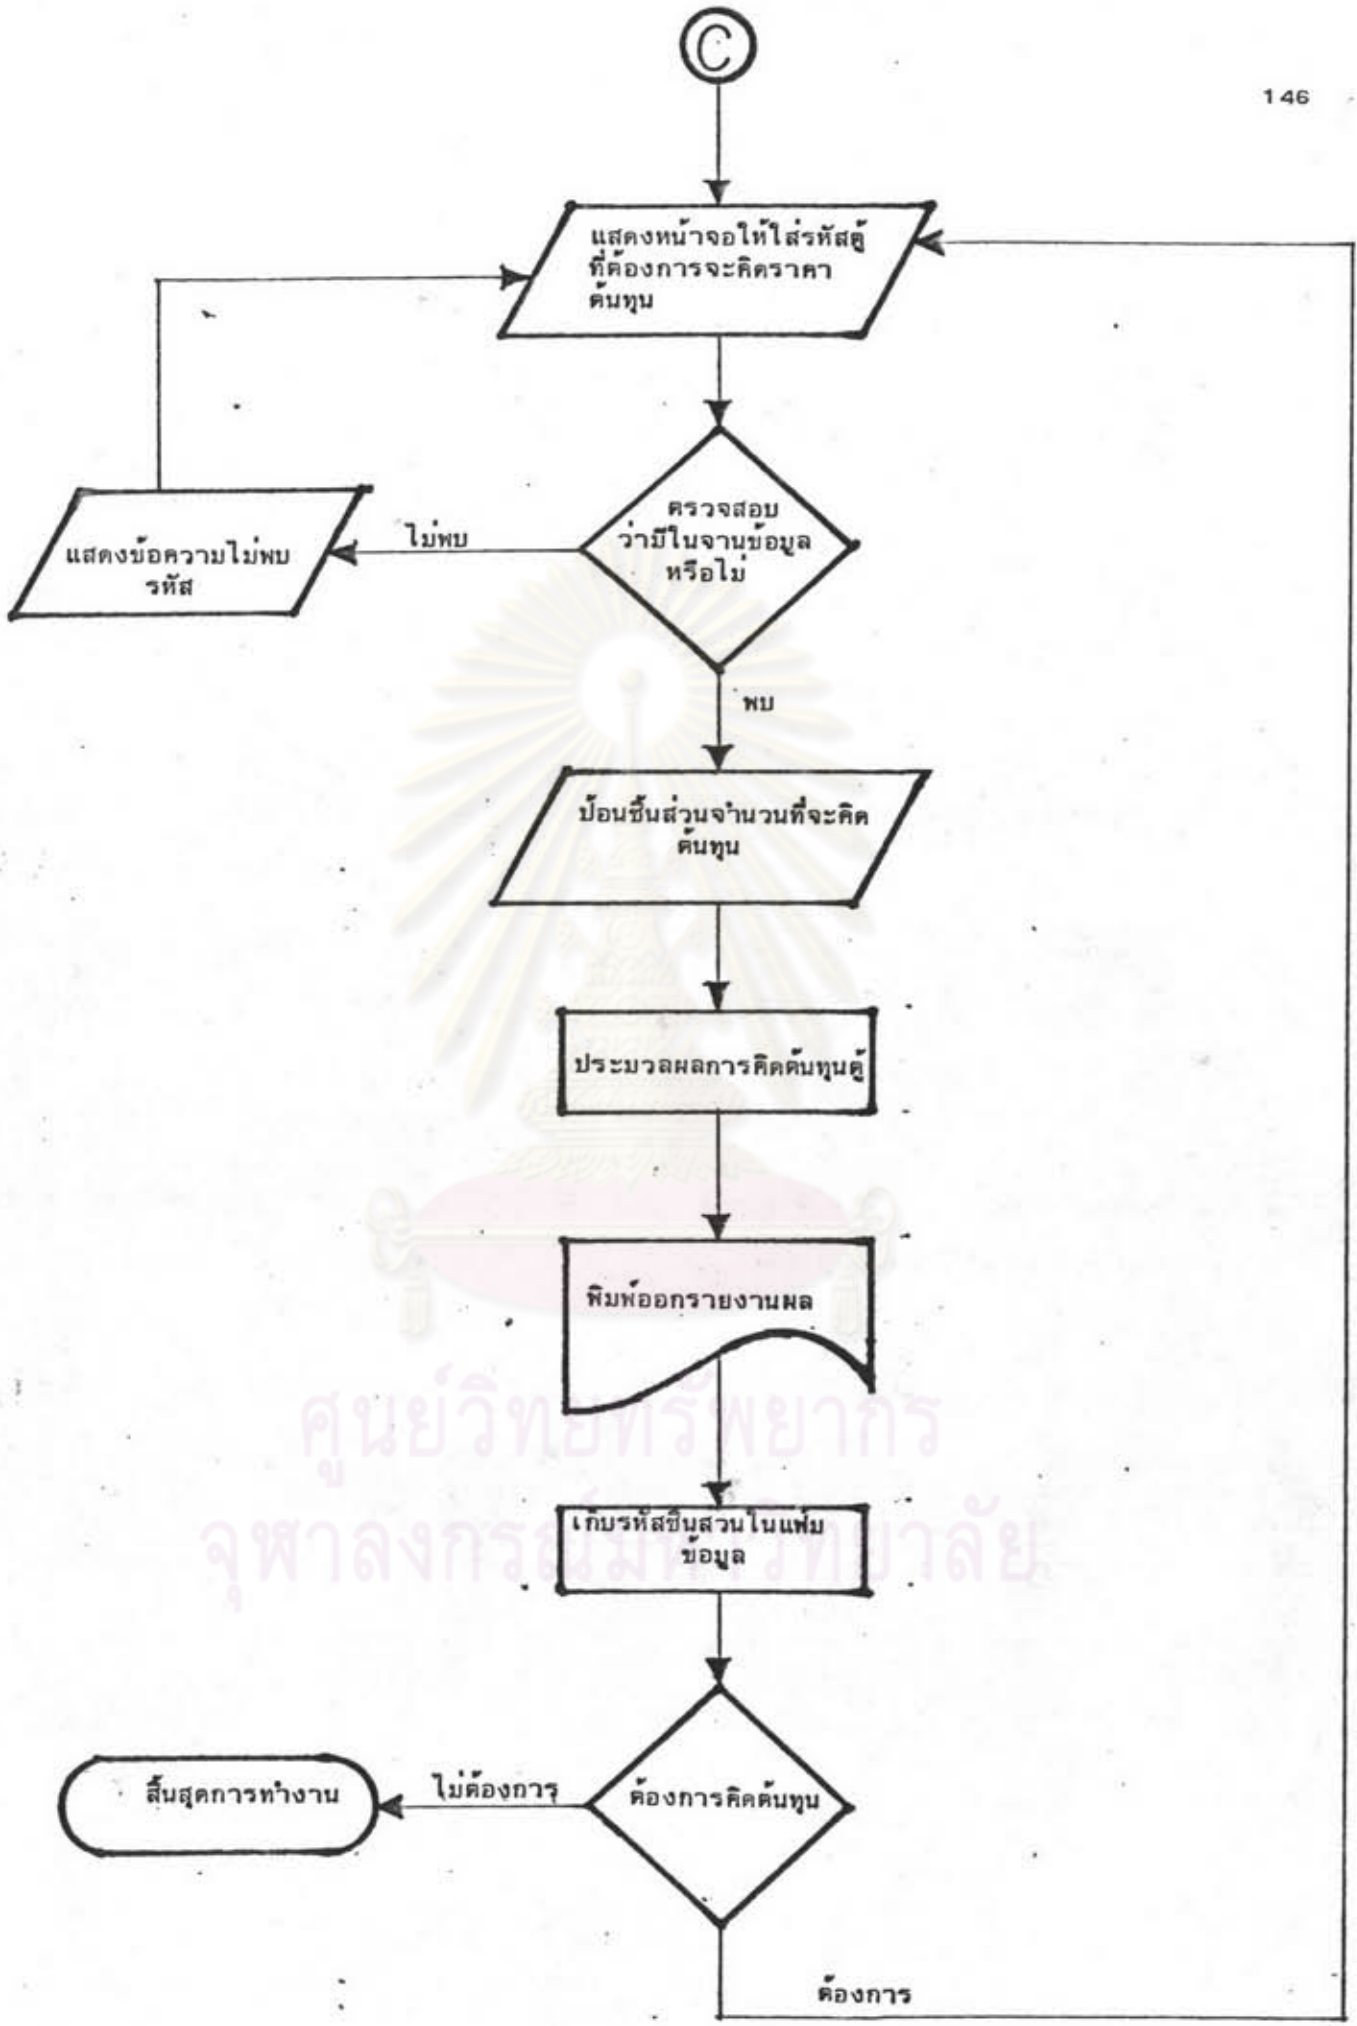 C
146
แสดงหน้าจอให้ใส่รหัสตู้
ที่ต้องการจะคิดราคา
ต้นทุน
ตรวจสอบ
ว่ามีในจานข้อมูล
หรือไม่
ไม่พบ
แสดงข้อความไม่พบ
รหัส
พบ
ป้อนชิ้นส่วนจำนวนที่จะคิด
ต้นทุน
ประมวลผลการคิดต้นทุนตู้
พิมพ์ออกรายงานผล
ศูนย์วิทยทรัพยากร
จุฬาลงกรณ์มหาวิทยาลัย
เก็บรหัสชิ้นส่วนในแฟ้ม
ข้อมูล
ต้องการคิดต้นทุน
ไม่ต้องการ
สิ้นสุดการทำงาน
ต้องการ